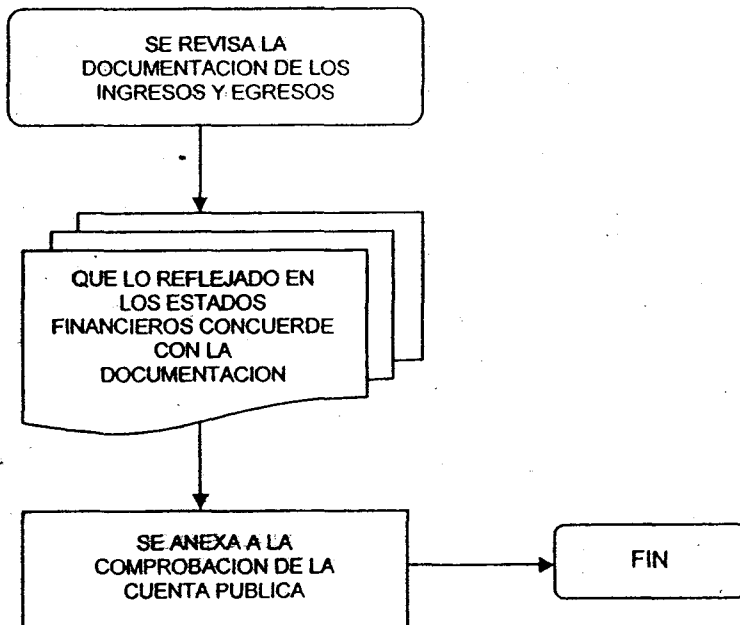 SE REVISA LA
DOCUMENTACION DE LOS
INGRESOS Y EGRESOS
QUE LO REFLEJADO EN
LOS ESTADOS
FINANCIEROS CONCUERDE
CON LA
DOCUMENTACION
SE ANEXA A LA
COMPROBACION DE LA
CUENTA PUBLICA
FIN